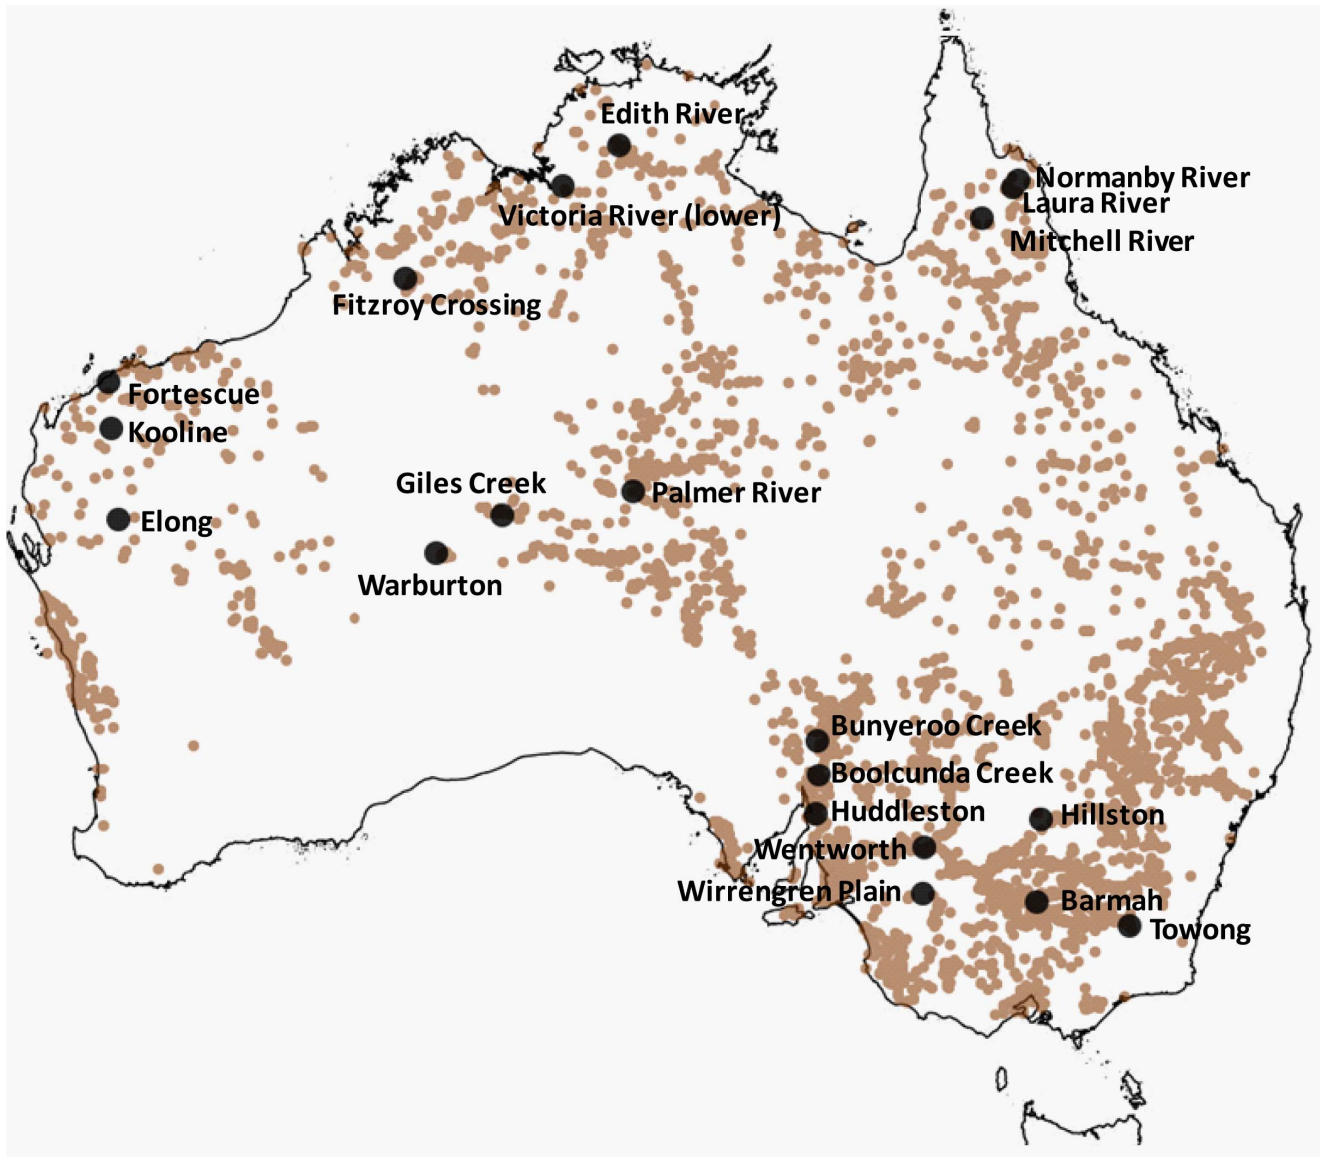 Edith River
Normanby River
Laura River
Victoria River (lower)
Mitchell River
Fitzroy Crossing
Fortescue
Kooline
Giles Creek
Palmer River
Elong
Warburton
Bunyeroo Creek
Boolcunda Creek
Huddleston
Hillston
Wentworth
Wirrengren Plain
Barmah
Towong